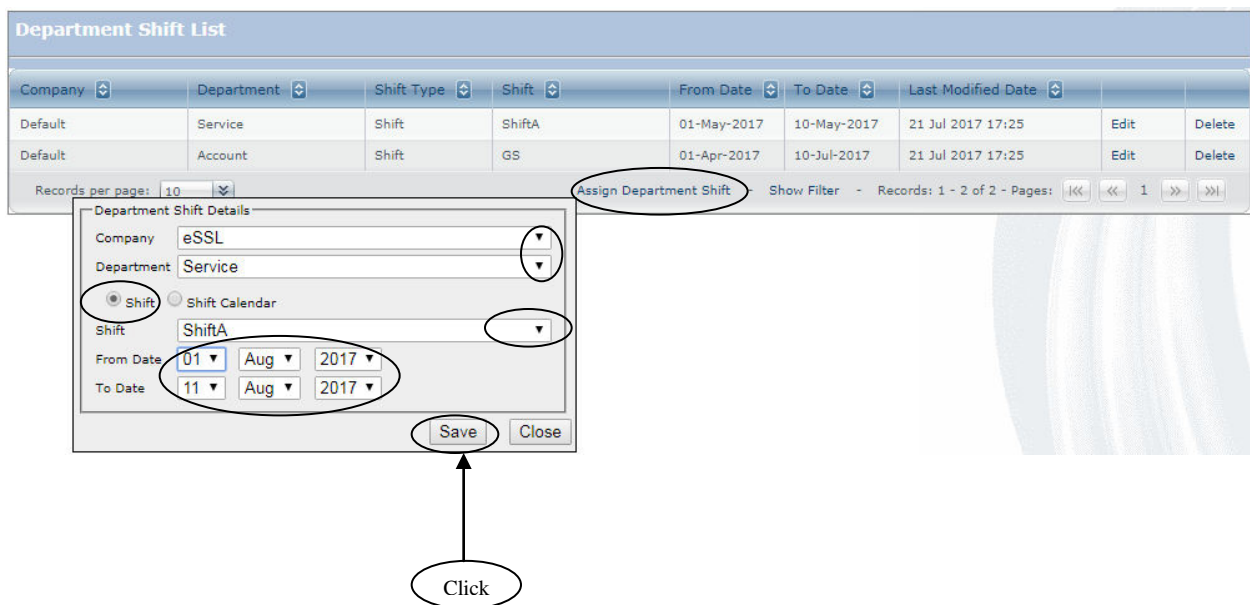 Department Shift List
Company Department Shift Type Shift From Date To Date Last Modified Date
Default Service Shift ShiftA 01-May-2017 10-May-2017 21 Jul 2017 17:25 Edit Delete
Default Account Shift GS 01-Apr-2017 10-Jul-2017 21 Jul 2017 17:25 Edit Delete
Records per page: 10 Assign Department Shift - Show Filter - Records: 1 - 2 of 2 - Pages: 1
Department Shift Details
Company eSSL
Department Service
Shift Shift Calendar
Shift ShiftA
From Date 01 Aug 2017
To Date 11 Aug 2017
Save Close
Click